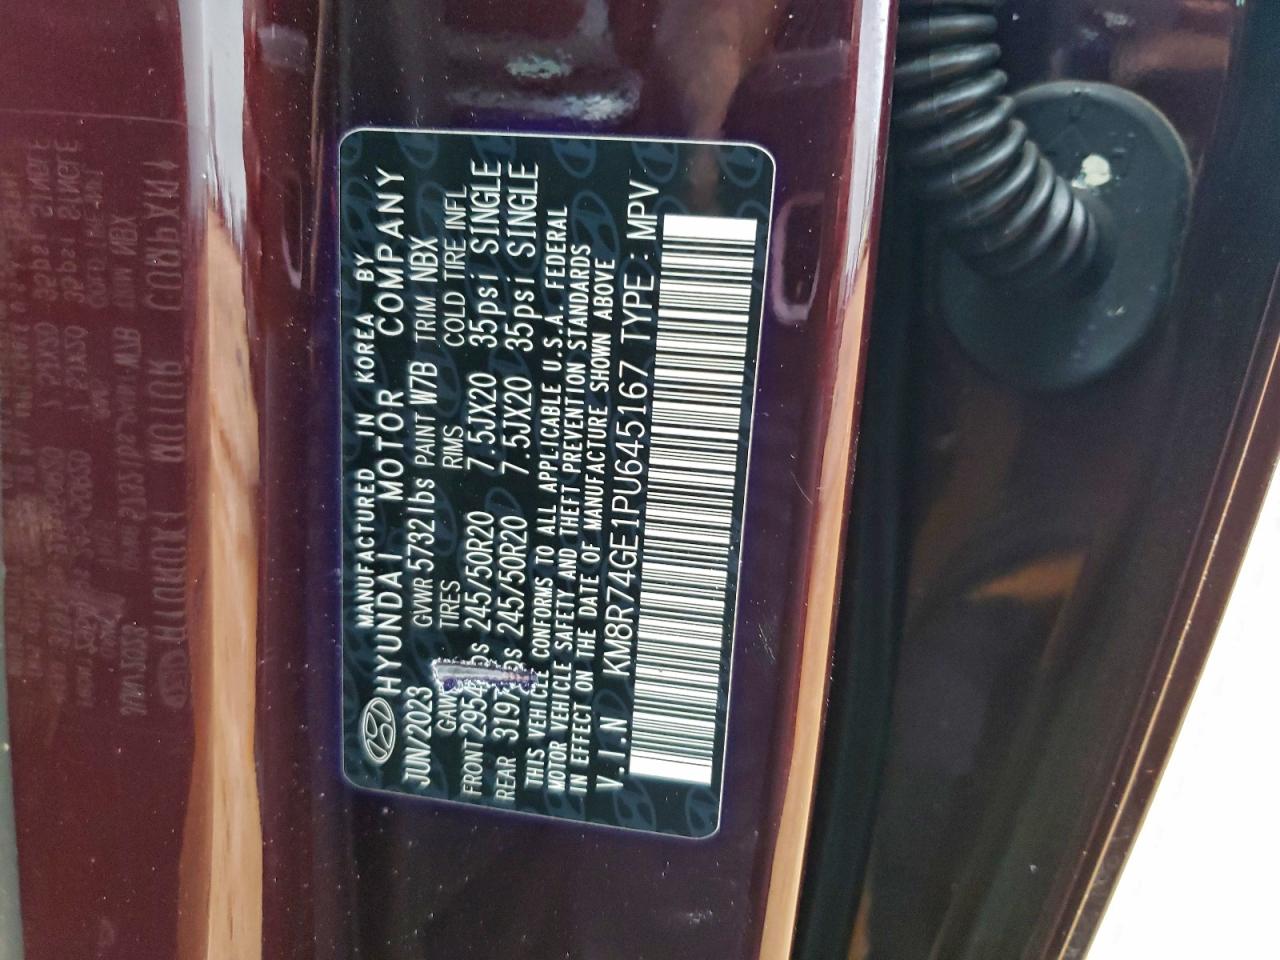 MANUFACTURED IN KOREA BY
HYUNDAI MOTOR COMPANY
JUN/2023 GVWR 5732lbs PAINT W7B TRIM NBX
TIRES RIMS COLD TIRE INFL
FRONT 245/50R20 7.5JX20 35psi SINGLE
REAR 245/50R20 7.5JX20 35psi SINGLE
THIS VEHICLE CONFORMS TO ALL APPLICABLE U.S.A. FEDERAL
MOTOR VEHICLE SAFETY AND THEFT PREVENTION STANDARDS
IN EFFECT ON THE DATE OF MANUFACTURE SHOWN ABOVE
V.I.N KM8R74GE1PU645167 TYPE : MPV